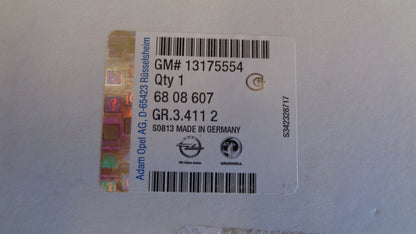 Adam Opel AG, D-65423 Rüsselsheim
GM# 13175554
Qty 1
68 08 607
GR.3.411 2
S0813 MADE IN GERMANY
OPEL
VAUXHALL
S342328717